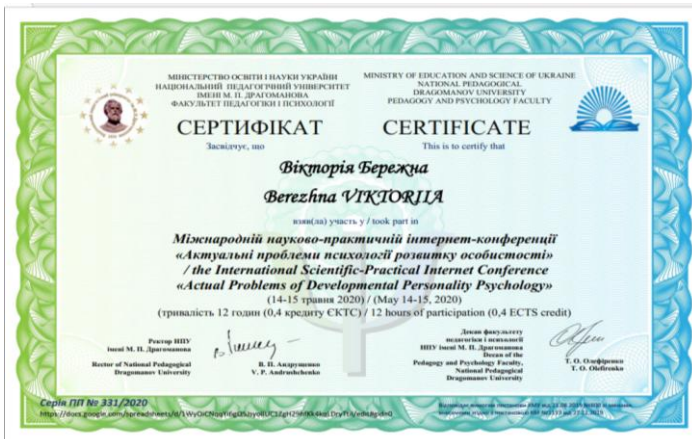 МІНІСТЕРСТВО ОСВІТИ І НАУКИ УКРАЇНИ
НАЦІОНАЛЬНИЙ ПЕДАГОГІЧНИЙ УНІВЕРСИТЕТ
ІМЕНІ М. П. ДРАГОМАНОВА
ФАКУЛЬТЕТ ПЕДАГОГІКИ І ПСИХОЛОГІЇ
MINISTRY OF EDUCATION AND SCIENCE OF UKRAINE
NATIONAL PEDAGOGICAL
DRAGOMANOV UNIVERSITY
PEDAGOGY AND PSYCHOLOGY FACULTY
СЕРТИФІКАТ
CERTIFICATE
Засвідчує, що
This is to certify that
Вікторія Бережна
Berezhna VIKTORIIA
взяв(ла) участь у / took part in
Міжнародній науково-практичній інтернет-конференції
«Актуальні проблеми психології розвитку особистості»
/ the International Scientific-Practical Internet Conference
«Actual Problems of Developmental Personality Psychology»
(14-15 травня 2020) / (May 14-15, 2020)
(тривалість 12 годин (0,4 кредиту ЄКТС) / 12 hours of participation (0,4 ECTS credit)
Ректор НПУ
імені М. П. Драгоманова
Rector of National Pedagogical
Dragomanov University
В. П. Андрущенко
V. P. Andrushchenko
Декан факультету
педагогіки і психології
НПУ імені М. П. Драгоманова
Decan of the
Pedagogy and Psychology Faculty,
National Pedagogical
Dragomanov University
Т. О. Олефіренко
T. O. Olefirenko
Серія ПП № 331/2020